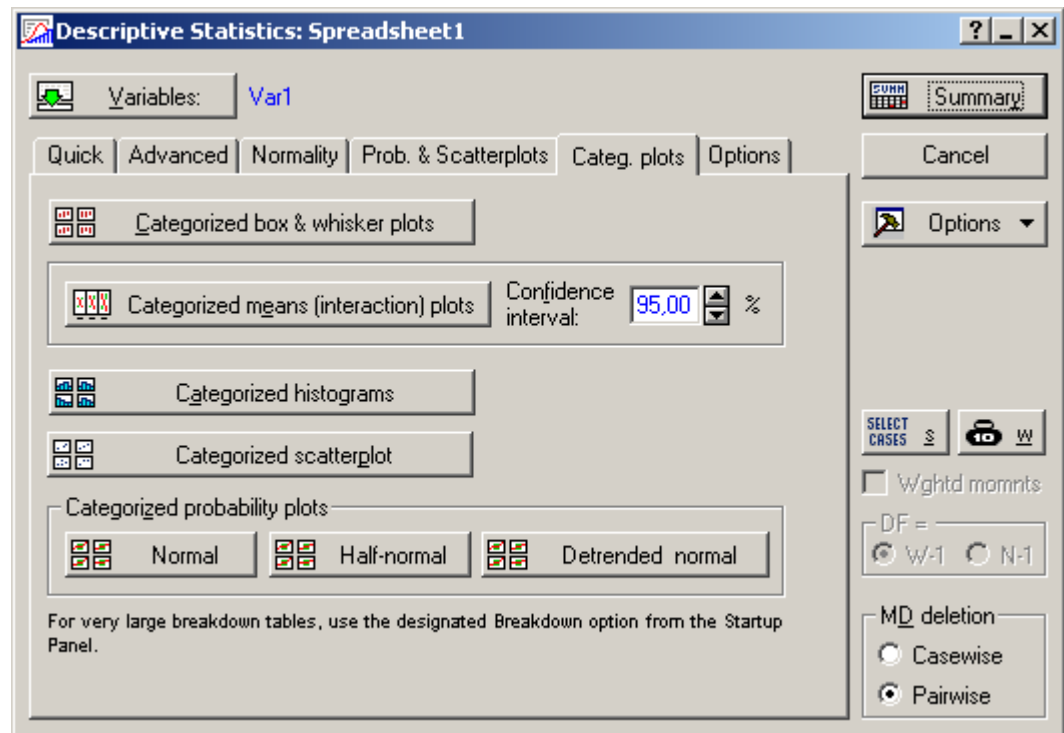 Descriptive Statistics: Spreadsheet1
Variables: Var1
Quick Advanced Normality Prob. & Scatterplots Categ. plots Options
Categorized box & whisker plots
Categorized means (interaction) plots
Confidence
interval:
95,00 %
Categorized histograms
Categorized scatterplot
Categorized probability plots
Normal Half-normal Detrended normal
For very large breakdown tables, use the designated Breakdown option from the Startup
Panel.
SUMM Summary
Cancel
Options
SELECT
CASES S
W
Wghtd momnts
DF =
W-1 N-1
MD deletion
Casewise
Pairwise